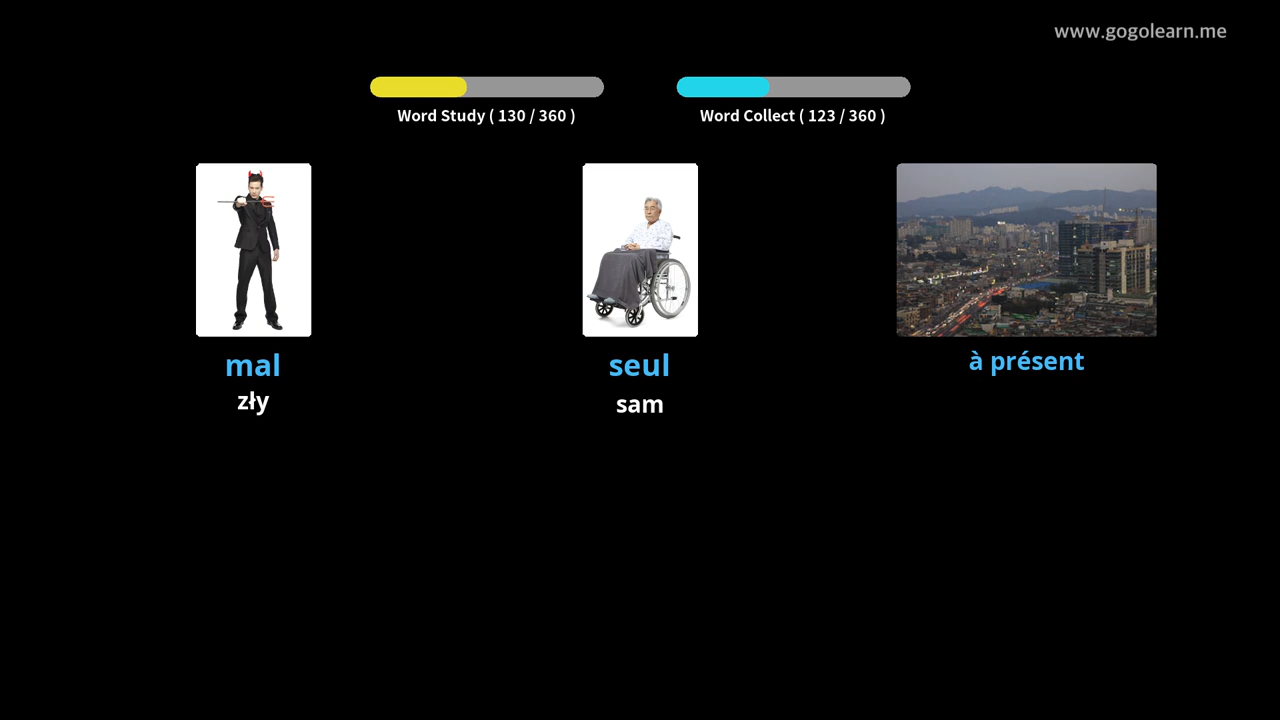 www.gogolearn.me
Word Study ( 130 / 360 )
Word Collect ( 123 / 360 )
mal
zły
seul
sam
à présent